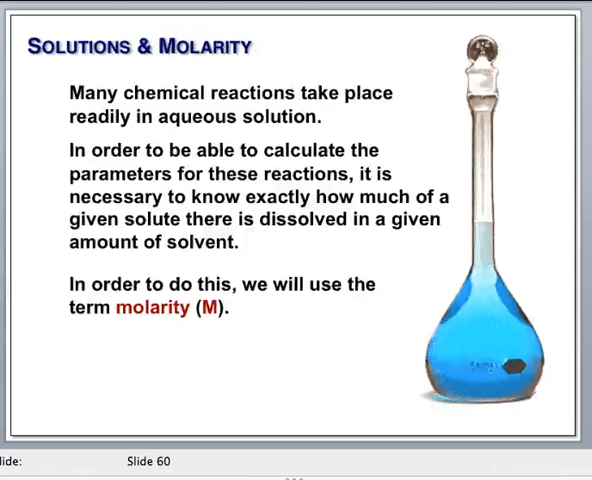 SOLUTIONS & MOLARITY
Many chemical reactions take place
readily in aqueous solution.
In order to be able to calculate the
parameters for these reactions, it is
necessary to know exactly how much of a
given solute there is dissolved in a given
amount of solvent.
In order to do this, we will use the
term molarity (M).
lide:
Slide 60